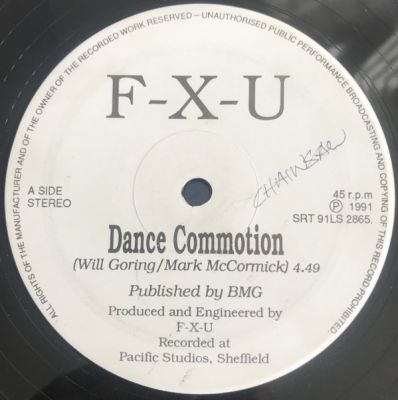 ALL RIGHTS OF THE MANUFACTURER AND OF THE OWNER OF THE RECORDED WORK RESERVED – UNAUTHORISED PUBLIC PERFORMANCE BROADCASTING AND COPYING OF THIS RECORD PROHIBITED.
F-X-U
CHAINSAW
A SIDE
STEREO
45 r.p.m
Ⓟ 1991
SRT 91LS 2865.
Dance Commotion
(Will Goring/Mark McCormick) 4.49
Published by BMG
Produced and Engineered by
F-X-U
Recorded at
Pacific Studios, Sheffield